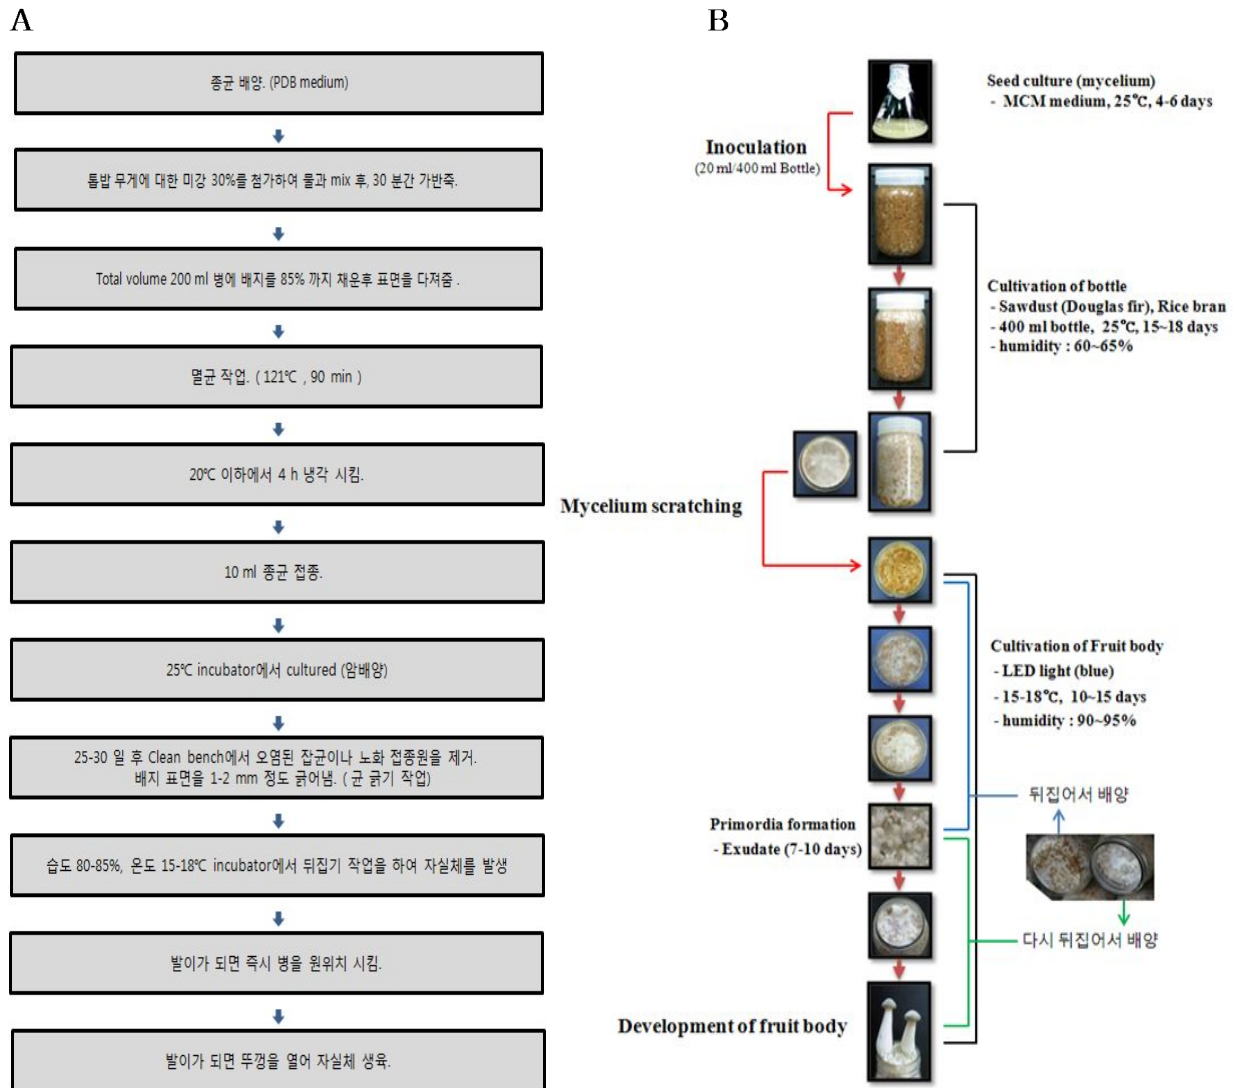 A
종균 배양. (PDB medium)
톱밥 무게에 대한 미강 30%를 첨가하여 물과 mix 후, 30 분간 가반죽.
Total volume 200 ml 병에 배지를 85% 까지 채운후 표면을 다져줌 .
멸균 작업. ( 121℃ , 90 min )
20℃ 이하에서 4 h 냉각 시킴.
10 ml 종균 접종.
25℃ incubator에서 cultured (암배양)
25-30 일 후 Clean bench에서 오염된 잡균이나 노화 접종원을 제거.
배지 표면을 1-2 mm 정도 긁어냄. ( 균 긁기 작업)
습도 80-85%, 온도 15-18℃ incubator에서 뒤집기 작업을 하여 자실체를 발생
발이가 되면 즉시 병을 원위치 시킴.
발이가 되면 뚜껑을 열어 자실체 생육.
B
Seed culture (mycelium)
- MCM medium, 25℃, 4-6 days
Inoculation
(20 ml/400 ml Bottle)
Cultivation of bottle
- Sawdust (Douglas fir), Rice bran
- 400 ml bottle, 25℃, 15~18 days
- humidity : 60~65%
Mycelium scratching
Cultivation of Fruit body
- LED light (blue)
- 15-18℃, 10~15 days
- humidity : 90~95%
뒤집어서 배양
Primordia formation
- Exudate (7-10 days)
다시 뒤집어서 배양
Development of fruit body